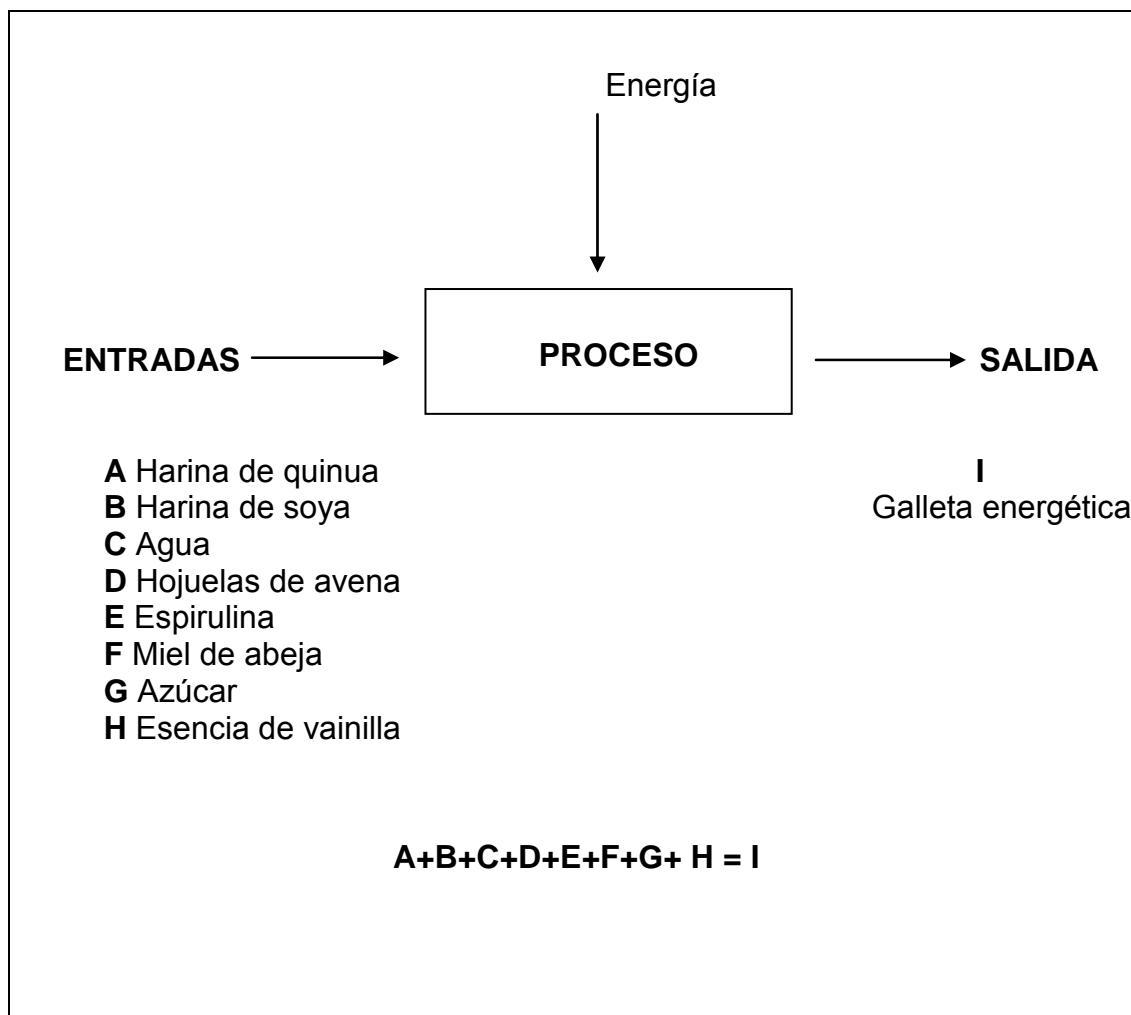 Energía
ENTRADAS
PROCESO
SALIDA
A Harina de quinua
B Harina de soya
C Agua
D Hojuelas de avena
E Espirulina
F Miel de abeja
G Azúcar
H Esencia de vainilla
I
Galleta energética
A+B+C+D+E+F+G+ H = I